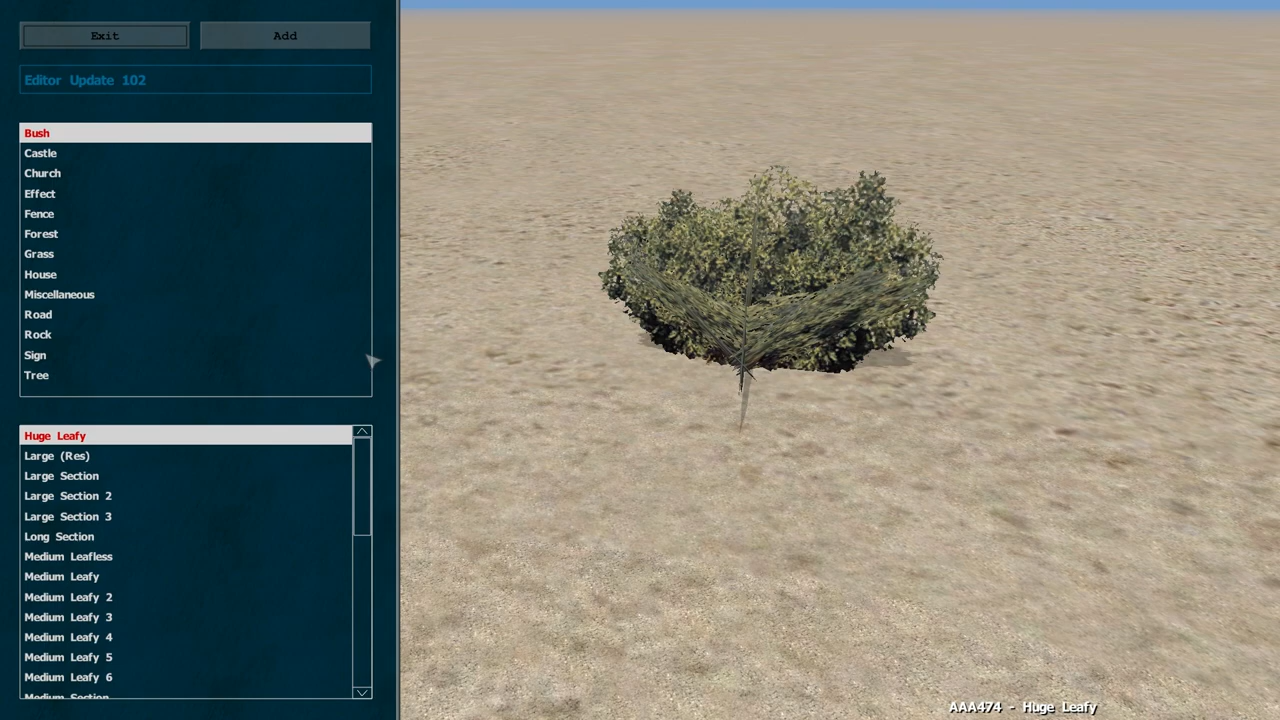 Exit
Add
Editor Update 102
Bush
Castle
Church
Effect
Fence
Forest
Grass
House
Miscellaneous
Road
Rock
Sign
Tree
Huge Leafy
Large (Res)
Large Section
Large Section 2
Large Section 3
Long Section
Medium Leafless
Medium Leafy
Medium Leafy 2
Medium Leafy 3
Medium Leafy 4
Medium Leafy 5
Medium Leafy 6
Medium Section
AAA474 - Huge Leafy